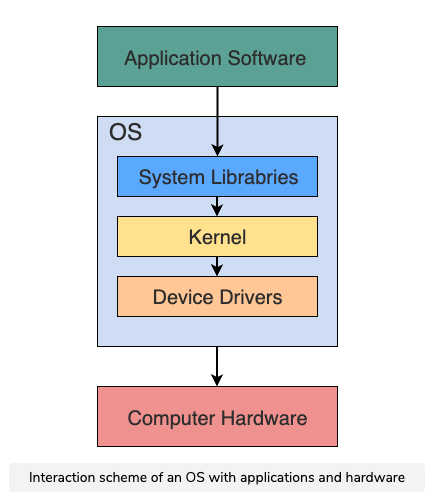 Application Software
OS
System Librabries
Kernel
Device Drivers
Computer Hardware
Interaction scheme of an OS with applications and hardware